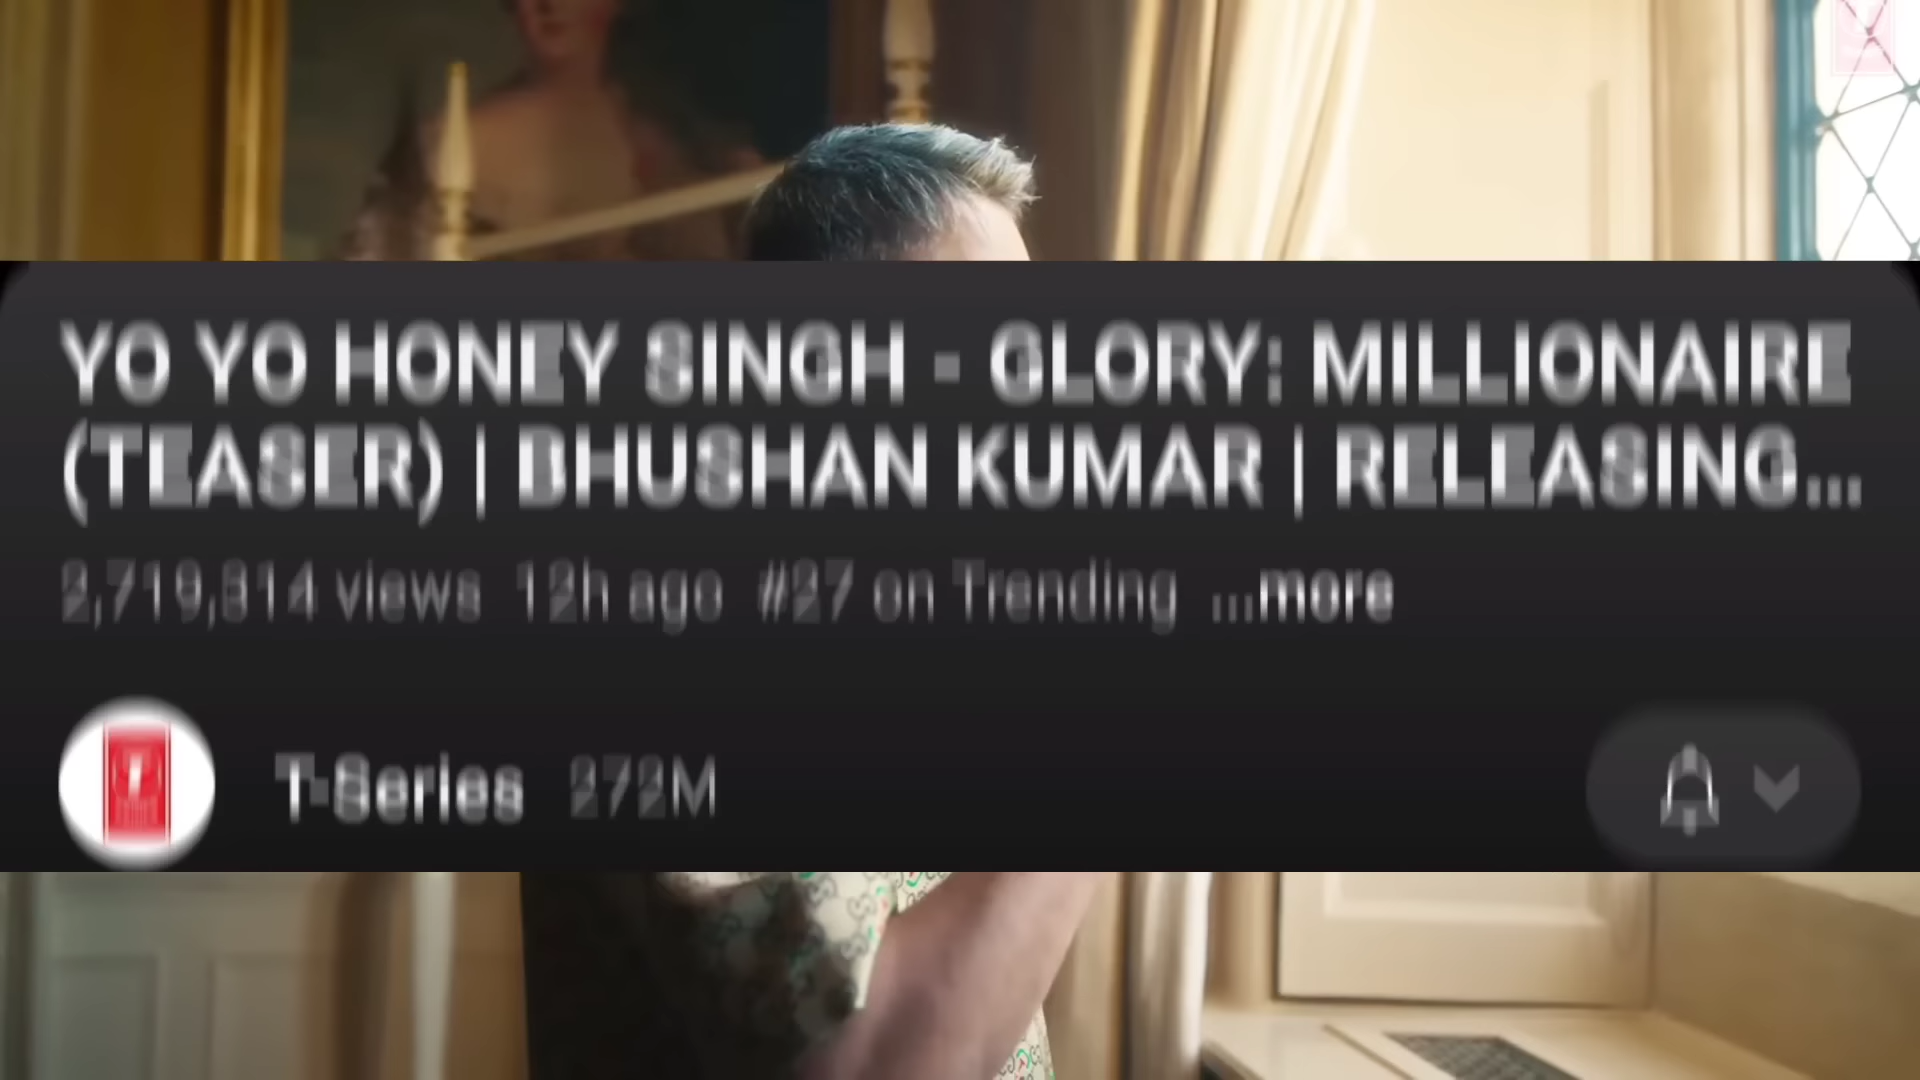 YO YO HONEY SINGH - GLORY: MILLIONAIRE
(TEASER) | BHUSHAN KUMAR | RELEASING...
2,719,314 views 12h ago #27 on Trending ...more
T-Series 272M